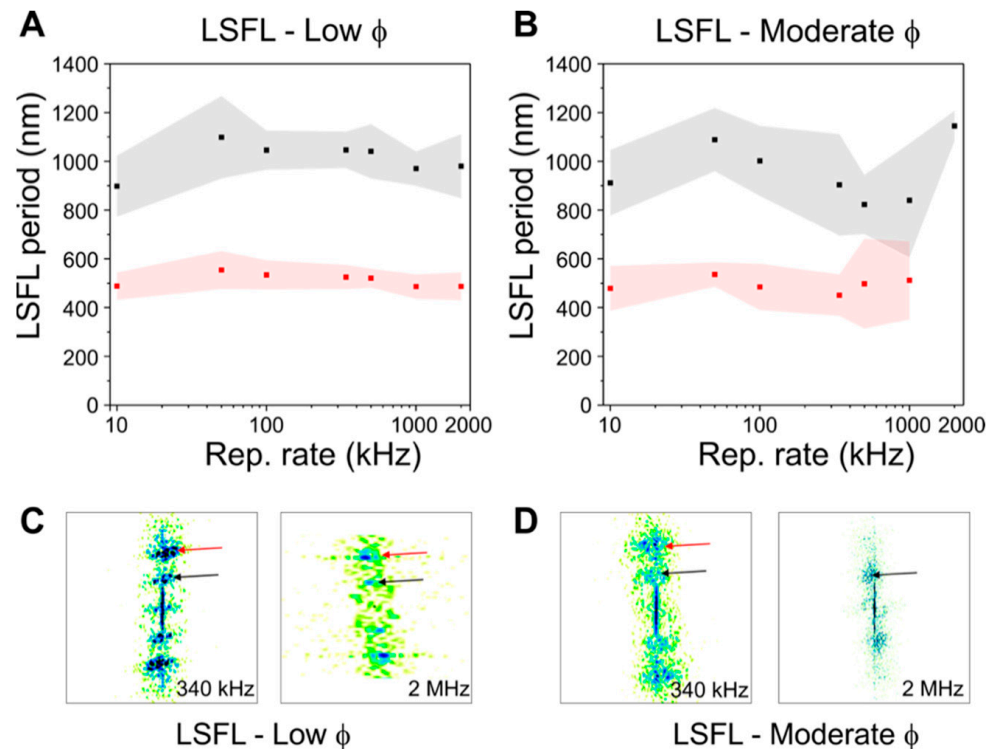 A
LSFL - Low ϕ
LSFL period (nm)
1400
1200
1000
800
600
400
200
0
10
100
1000
2000
Rep. rate (kHz)
B
LSFL - Moderate ϕ
LSFL period (nm)
1400
1200
1000
800
600
400
200
0
10
100
1000
2000
Rep. rate (kHz)
C
340 kHz
2 MHz
LSFL - Low ϕ
D
340 kHz
2 MHz
LSFL - Moderate ϕ